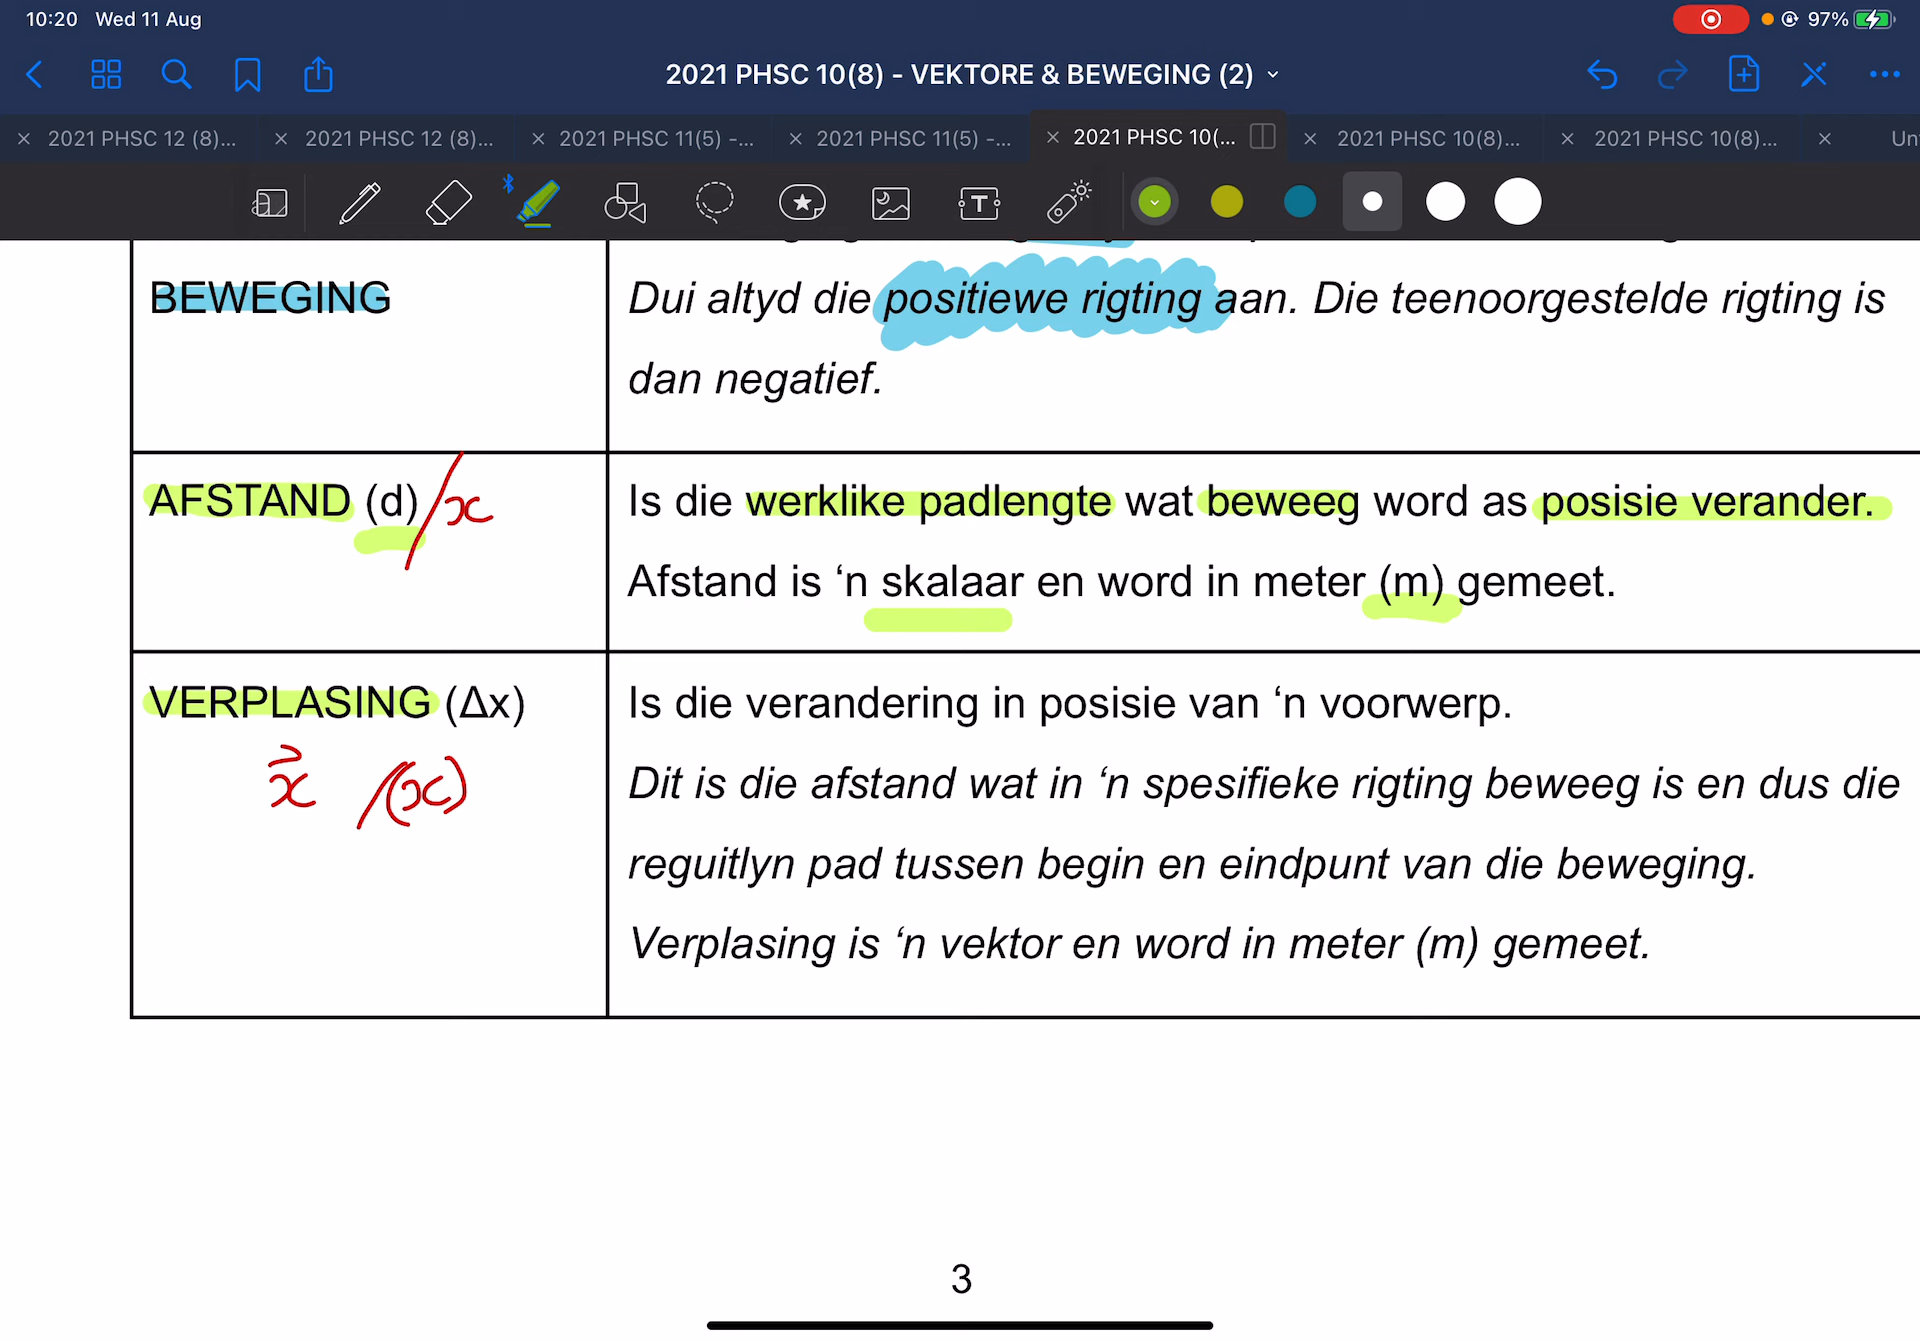 10:20 Wed 11 Aug
97%
2021 PHSC 10(8) - VEKTORE & BEWEGING (2)
2021 PHSC 12 (8)...
2021 PHSC 12 (8)...
2021 PHSC 11(5) -...
2021 PHSC 11(5) -...
2021 PHSC 10(...
2021 PHSC 10(8)...
2021 PHSC 10(8)...
BEWEGING
Dui altyd die positiewe rigting aan. Die teenoorgestelde rigting is
dan negatief.
AFSTAND (d) /x
Is die werklike padlengte wat beweeg word as posisie verander.
Afstand is ‘n skalaar en word in meter (m) gemeet.
VERPLASING (Δx)
x⃗ /(x)
Is die verandering in posisie van ‘n voorwerp.
Dit is die afstand wat in ‘n spesifieke rigting beweeg is en dus die
reguitlyn pad tussen begin en eindpunt van die beweging.
Verplasing is ‘n vektor en word in meter (m) gemeet.
3